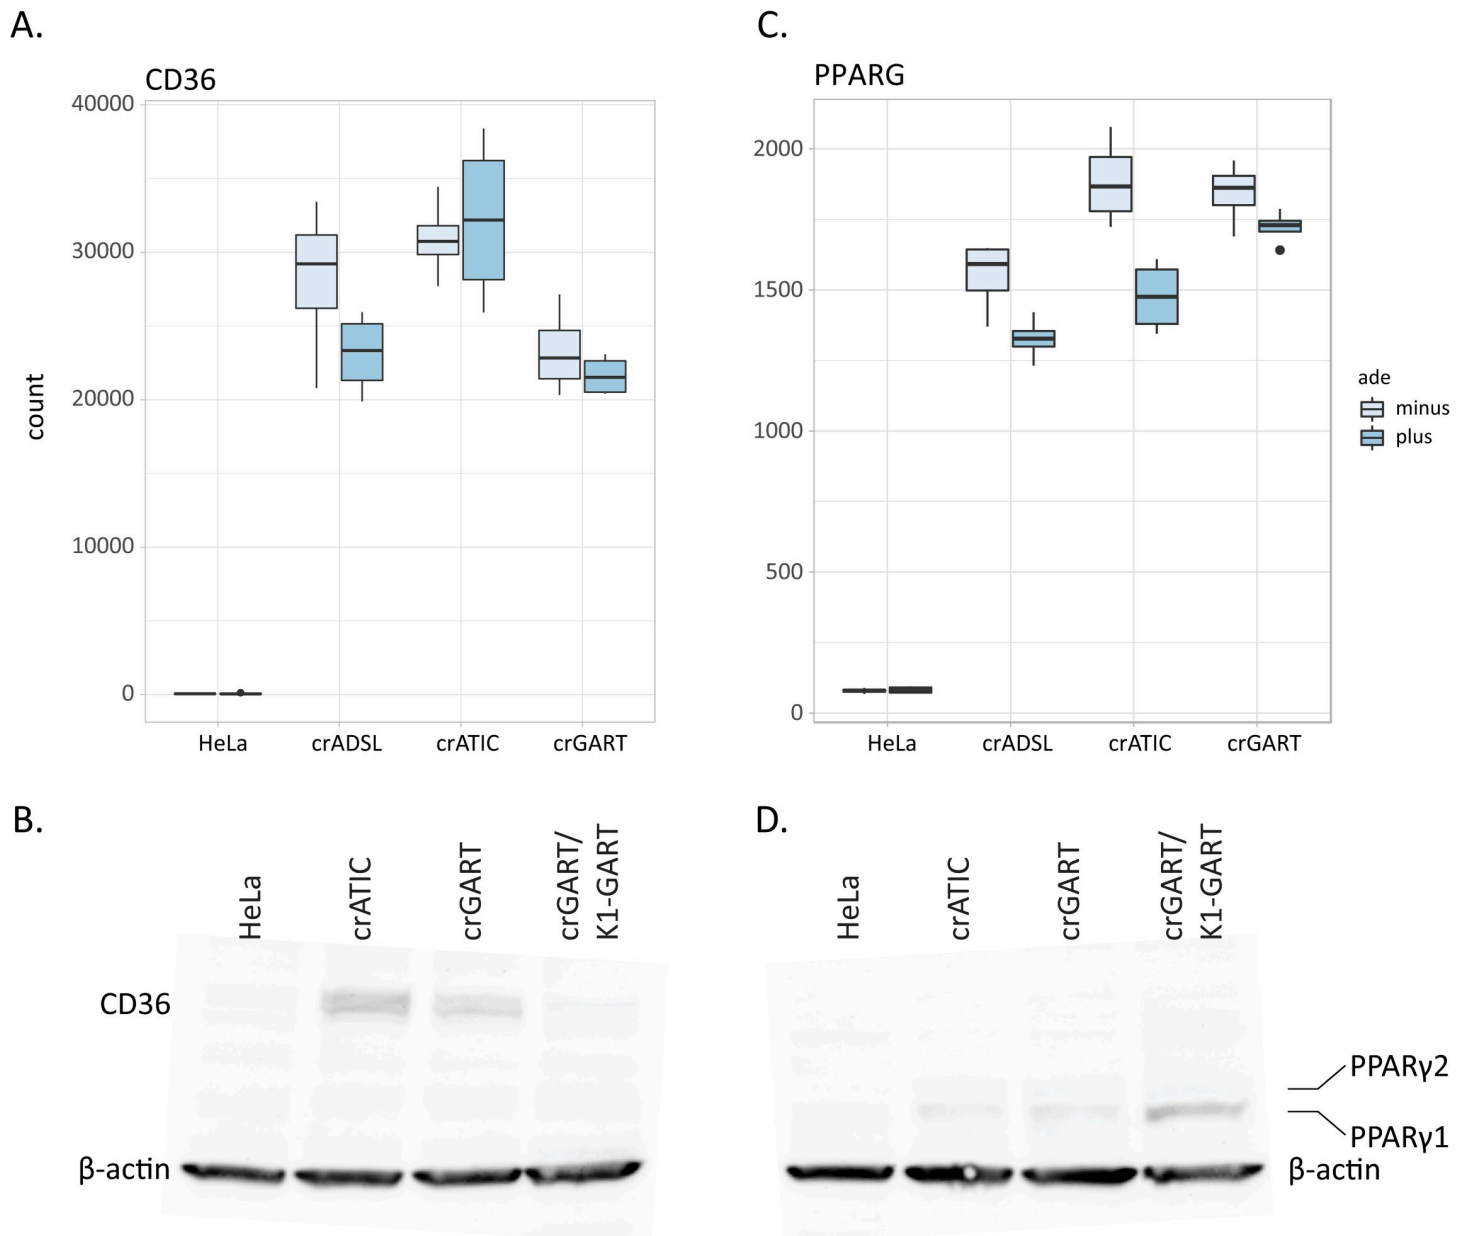 A.
CD36
40000
30000
20000
10000
0
count
HeLa
crADSL
crATIC
crGART
C.
PPARG
2000
1500
1000
500
0
HeLa
crADSL
crATIC
crGART
ade
minus
plus
B.
HeLa
crATIC
crGART
crGART/
K1-GART
CD36
β-actin
D.
HeLa
crATIC
crGART
crGART/
K1-GART
PPARγ2
PPARγ1
β-actin